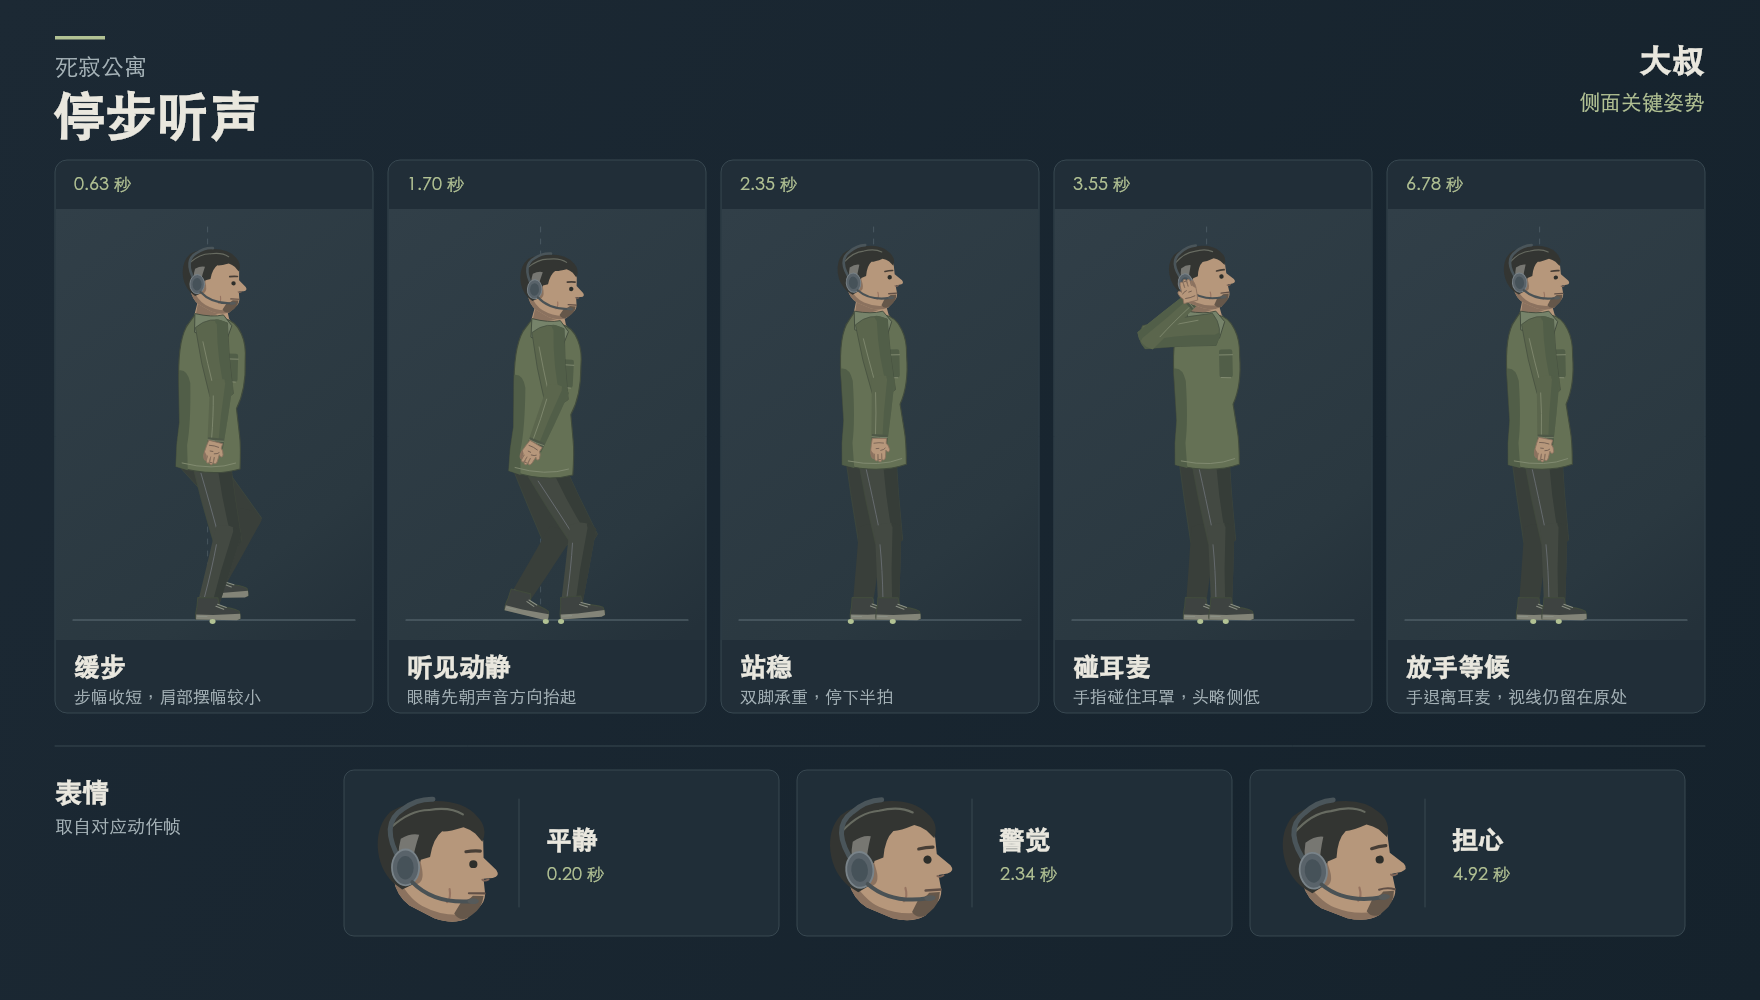 死寂公寓
停步听声
大叔
侧面关键姿势
0.63 秒
1.70 秒
2.35 秒
3.55 秒
6.78 秒
缓步
步幅收短，肩部摆幅较小
听见动静
眼睛先朝声音方向抬起
站稳
双脚承重，停下半拍
碰耳麦
手指碰住耳罩，头略侧低
放手等候
手退离耳麦，视线仍留在原处
表情
取自对应动作帧
平静
0.20 秒
警觉
2.34 秒
担心
4.92 秒